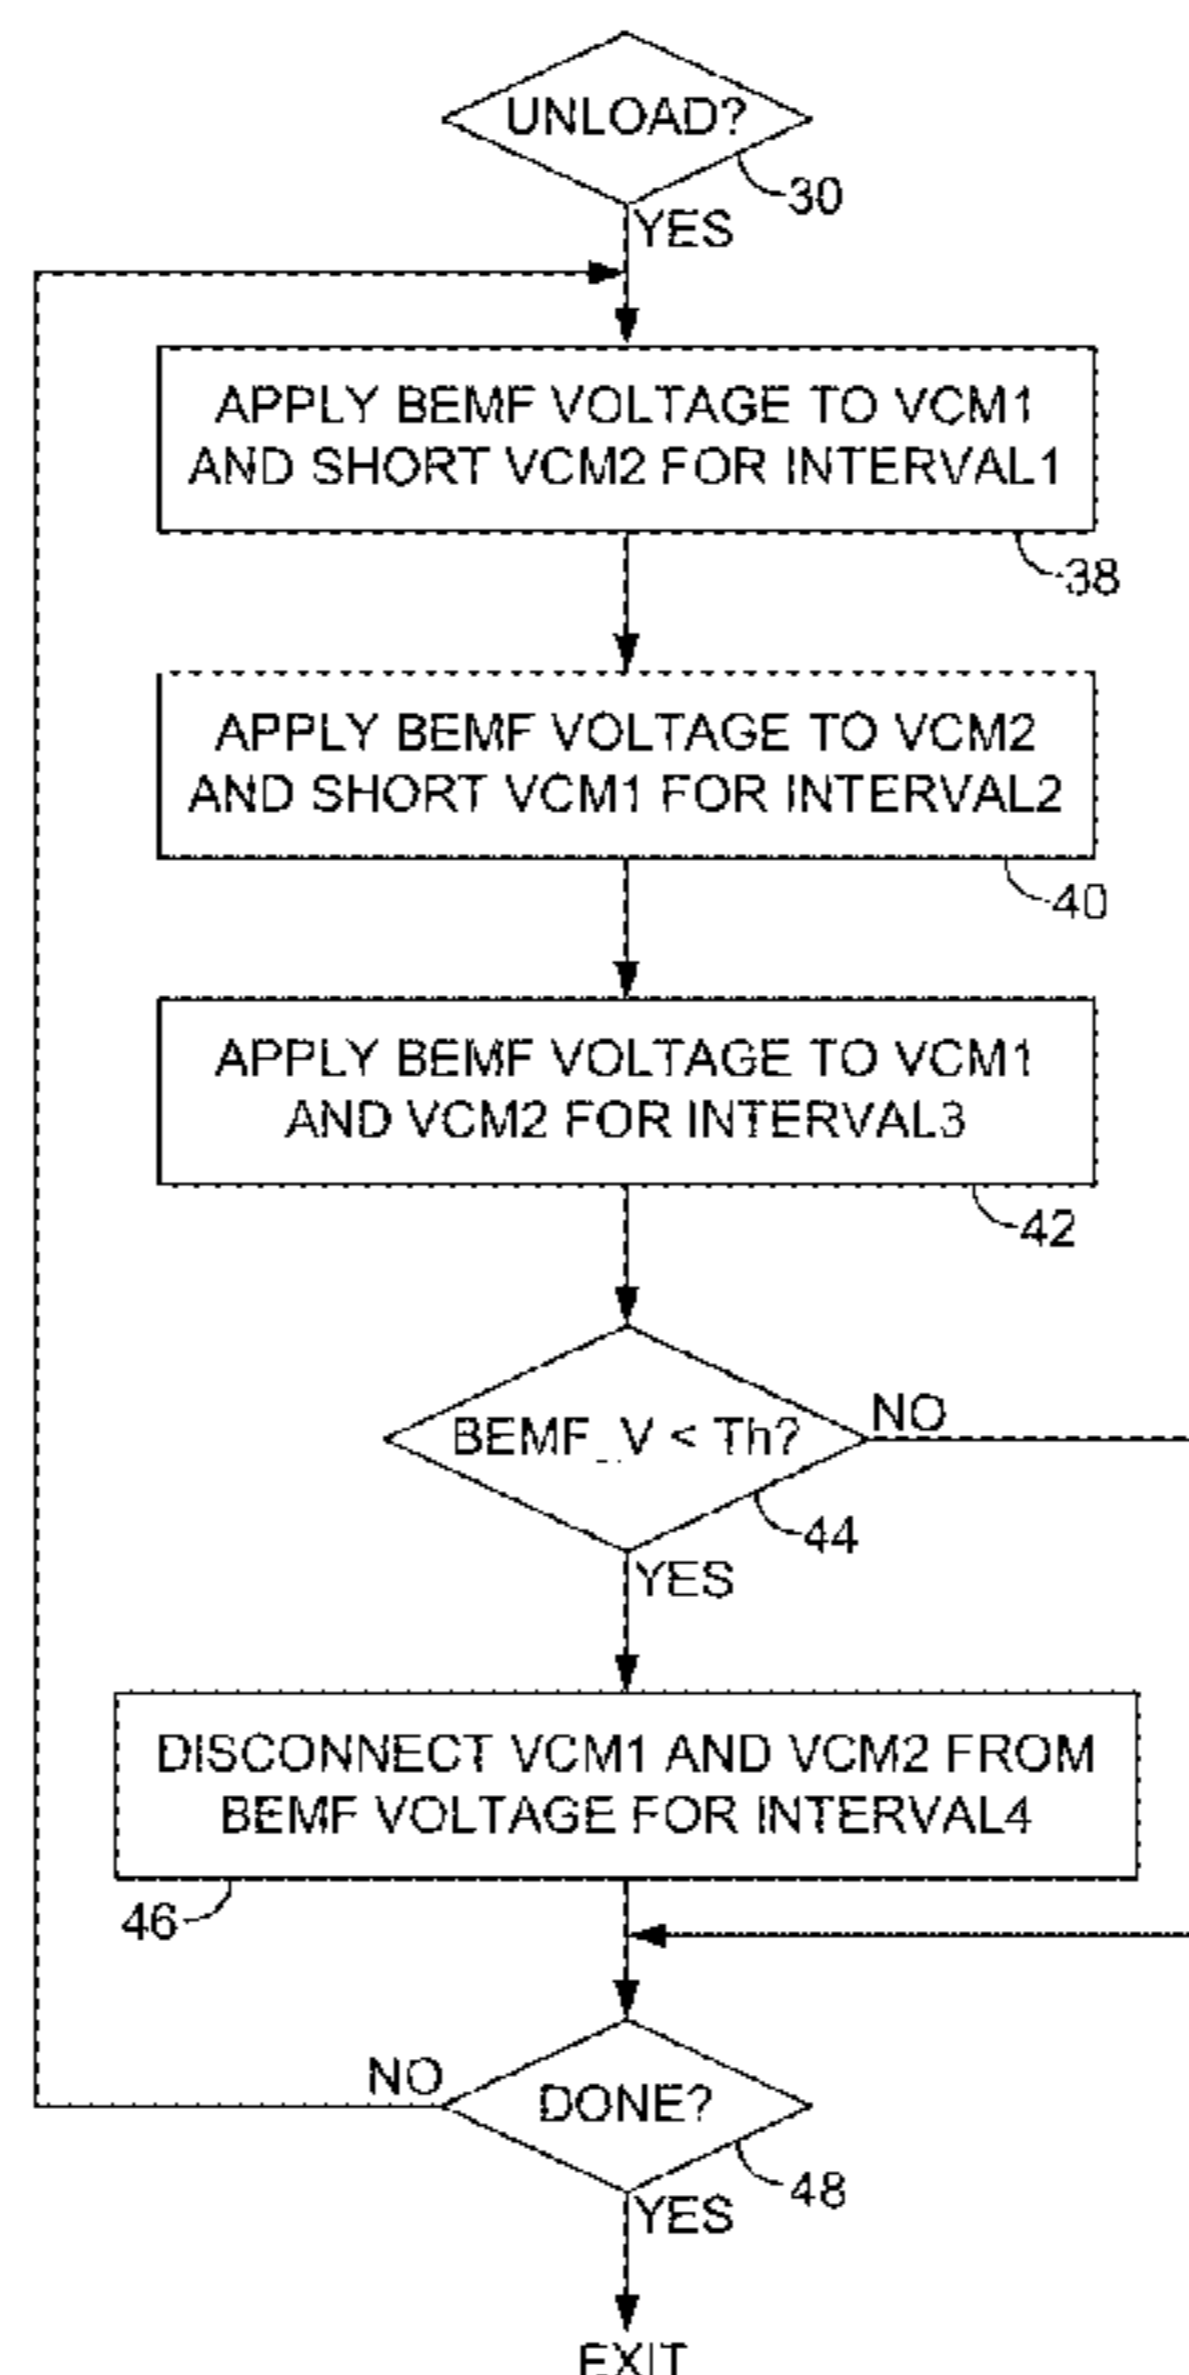 UNLOAD?
30
YES
APPLY BEMF VOLTAGE TO VCM1
AND SHORT VCM2 FOR INTERVAL1
38
APPLY BEMF VOLTAGE TO VCM2
AND SHORT VCM1 FOR INTERVAL2
40
APPLY BEMF VOLTAGE TO VCM1
AND VCM2 FOR INTERVAL3
42
BEMF_V < Th?
NO
44
YES
DISCONNECT VCM1 AND VCM2 FROM
BEMF VOLTAGE FOR INTERVAL4
46
NO
DONE?
48
YES
EXIT